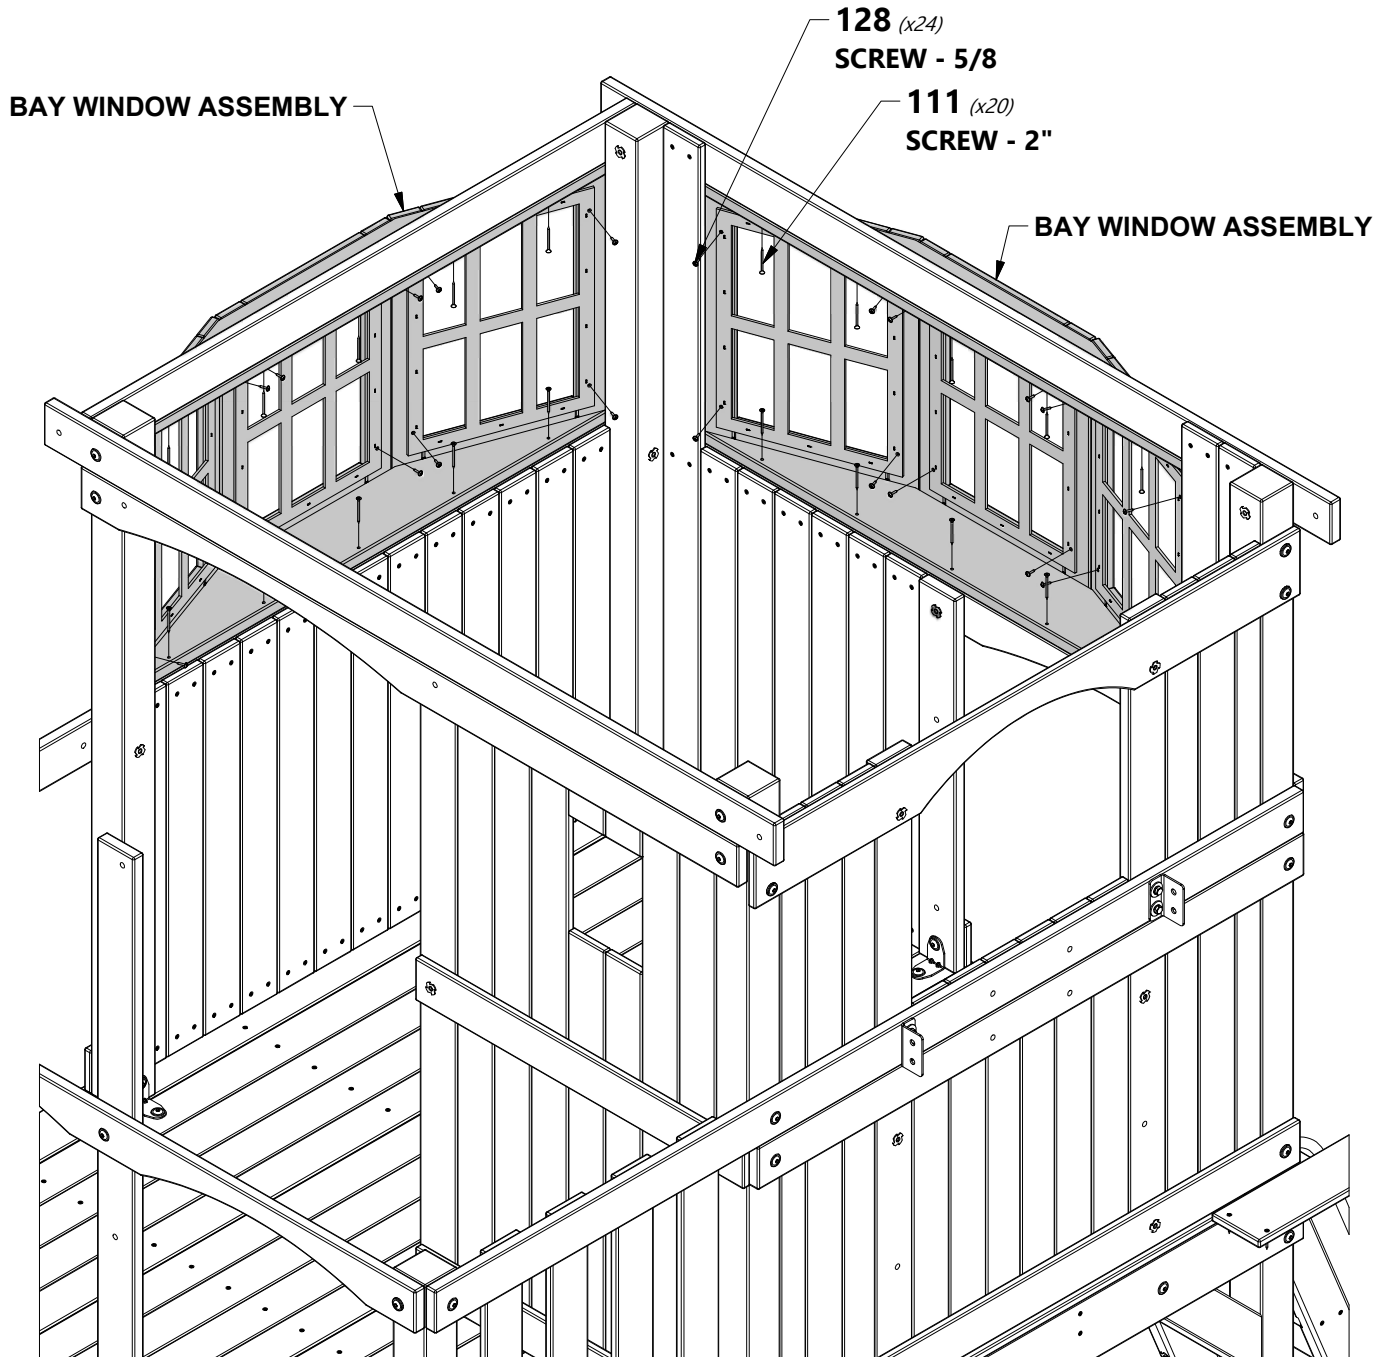 128 (x24)
SCREW - 5/8
BAY WINDOW ASSEMBLY
111 (x20)
SCREW - 2"
BAY WINDOW ASSEMBLY